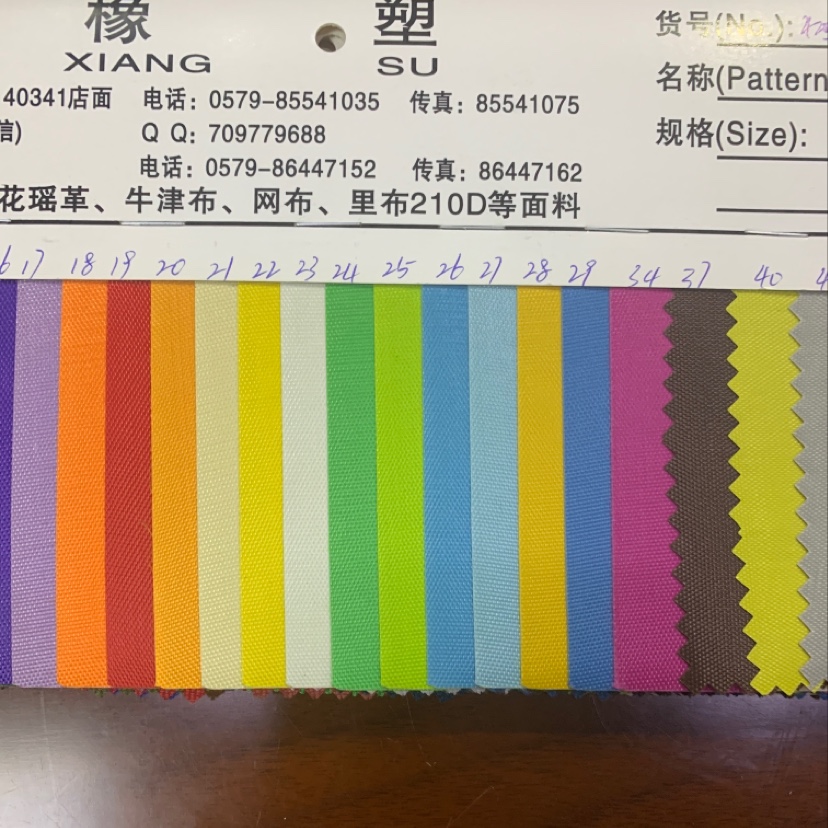 橡 塑
XIANG SU
货号(No.):
名称(Pattern
规格(Size):
40341店面 电话：0579-85541035 传真：85541075
信) Q Q：709779688
电话：0579-86447152 传真：86447162
花瑶革、牛津布、网布、里布210D等面料
6 17 18 19 20 21 22 23 24 25 26 27 28 29 34 37 40 4